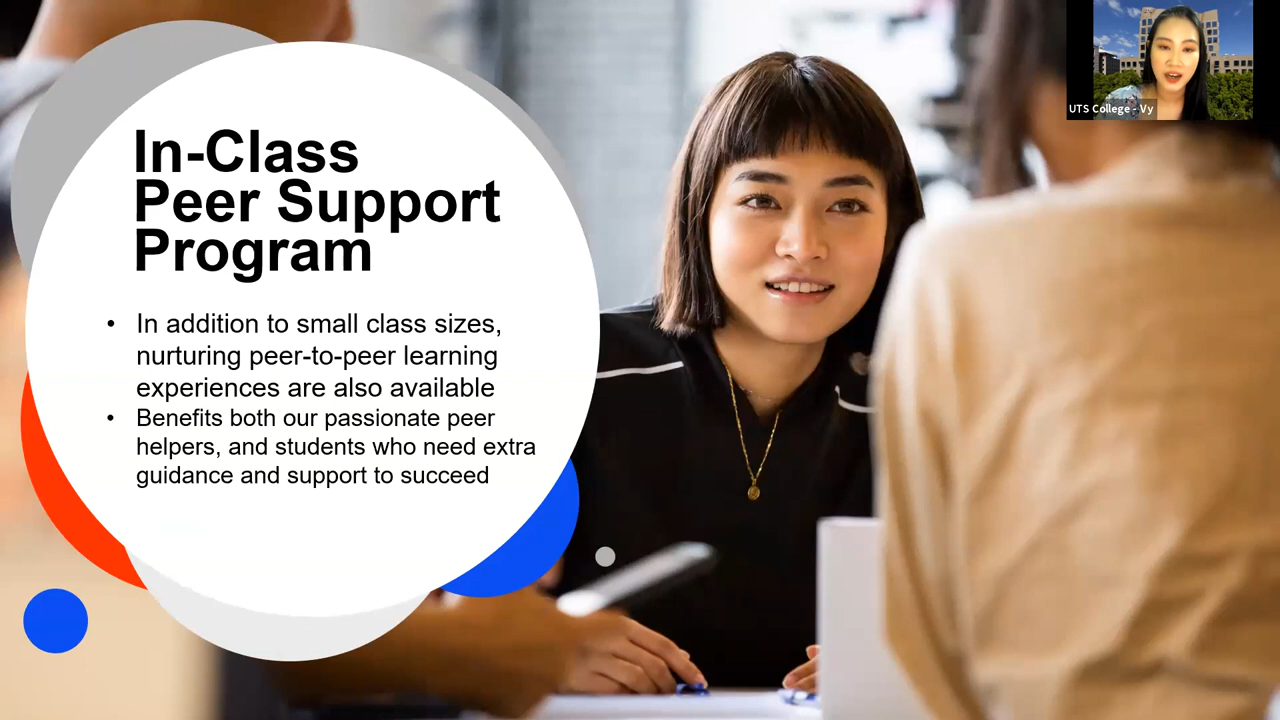 In-Class
Peer Support
Program
• In addition to small class sizes,
nurturing peer-to-peer learning
experiences are also available
• Benefits both our passionate peer
helpers, and students who need extra
guidance and support to succeed
UTS College - Vy